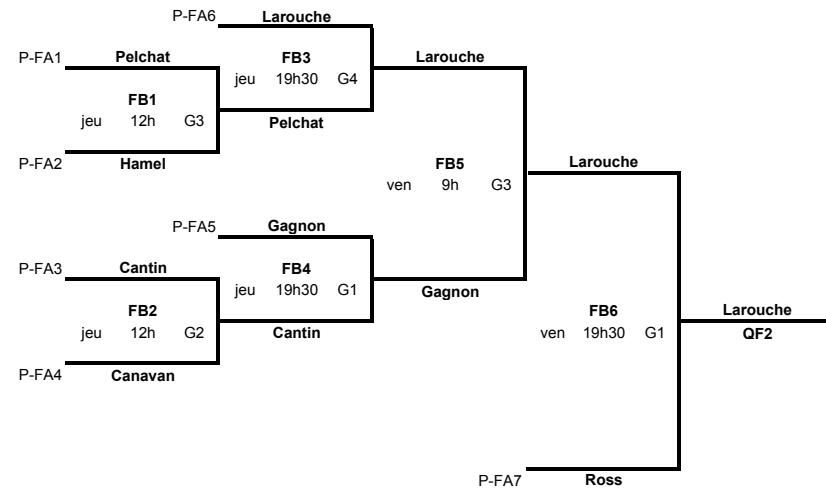 P-FA6 Larouche
P-FA1 Pelchat FB3 Larouche
jeu 19h30 G4
FB1
jeu 12h G3 Pelchat
P-FA2 Hamel FB5 Larouche
ven 9h G3
P-FA5 Gagnon
P-FA3 Cantin FB4
jeu 19h30 G1 Gagnon
FB2 FB6 Larouche
jeu 12h G2 Cantin ven 19h30 G1 QF2
P-FA4 Canavan
P-FA7 Ross